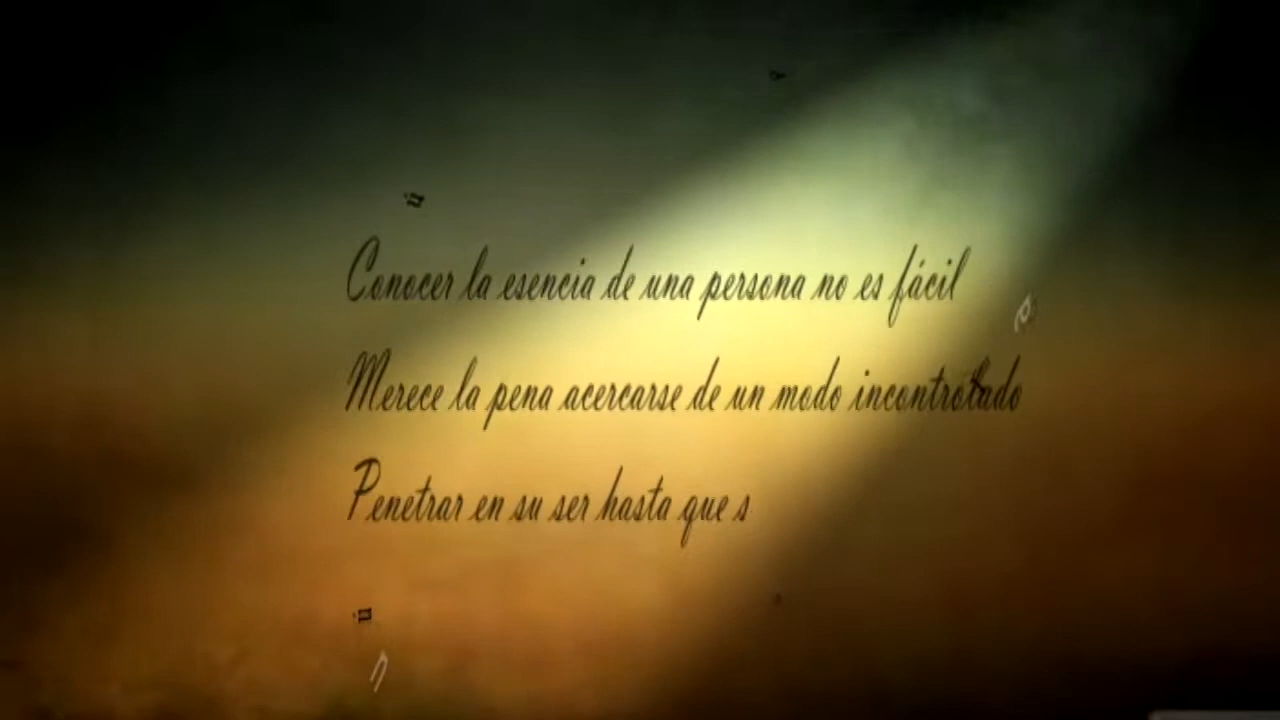 Conocer la esencia de una persona no es fácil
Merece la pena acercarse de un modo incontrolado
Penetrar en su ser hasta que s